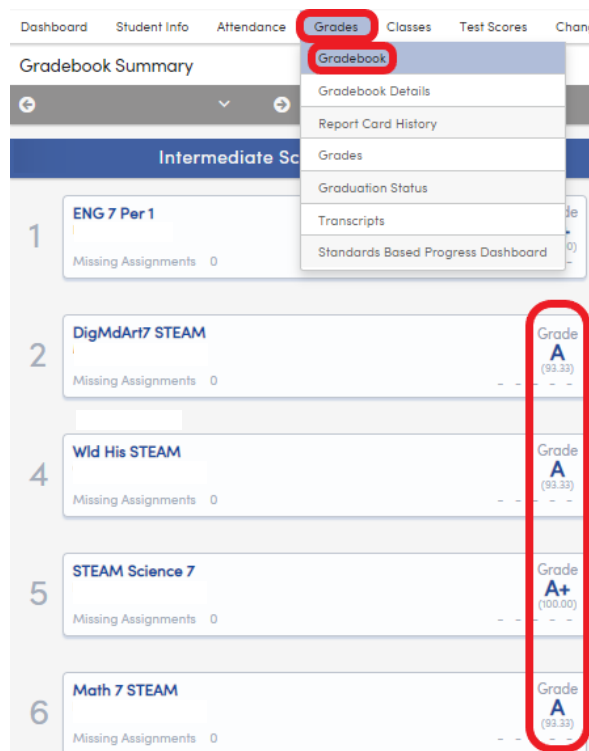 Dashboard Student Info Attendance Grades Classes Test Scores
Gradebook Summary
Gradebook
Gradebook Details
Report Card History
Grades
Graduation Status
Transcripts
Standards Based Progress Dashboard
Intermediate Sc
1
ENG 7 Per 1
Missing Assignments 0
2
DigMdArt7 STEAM
Missing Assignments 0
Grade
A
(93.33)
- - - - -
4
Wld His STEAM
Missing Assignments 0
Grade
A
(93.33)
- - - - -
5
STEAM Science 7
Missing Assignments 0
Grade
A+
(100.00)
- - - - -
6
Math 7 STEAM
Missing Assignments 0
Grade
A
(93.33)
- - - - -